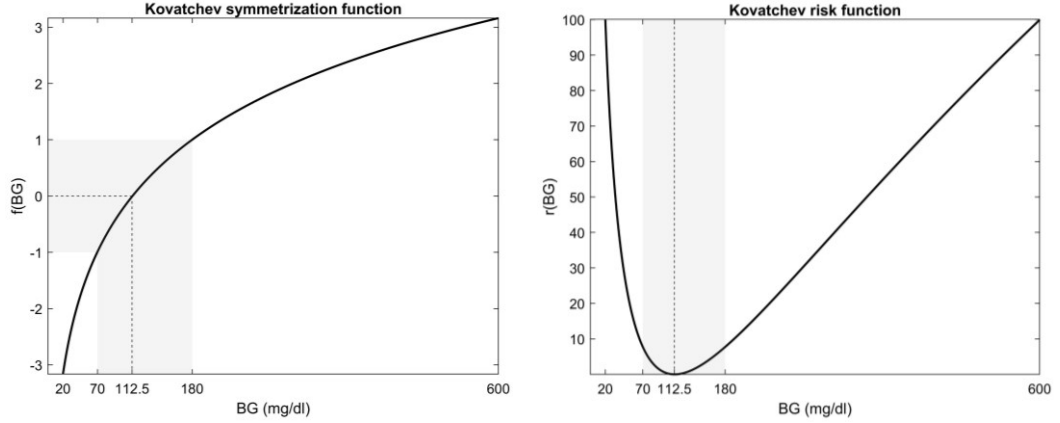 Kovatchev symmetrization function
3
2
1
0
-1
-2
-3
f(BG)
20 70 112.5 180 600
BG (mg/dl)
Kovatchev risk function
100
90
80
70
60
50
40
30
20
10
r(BG)
20 70 112.5 180 600
BG (mg/dl)